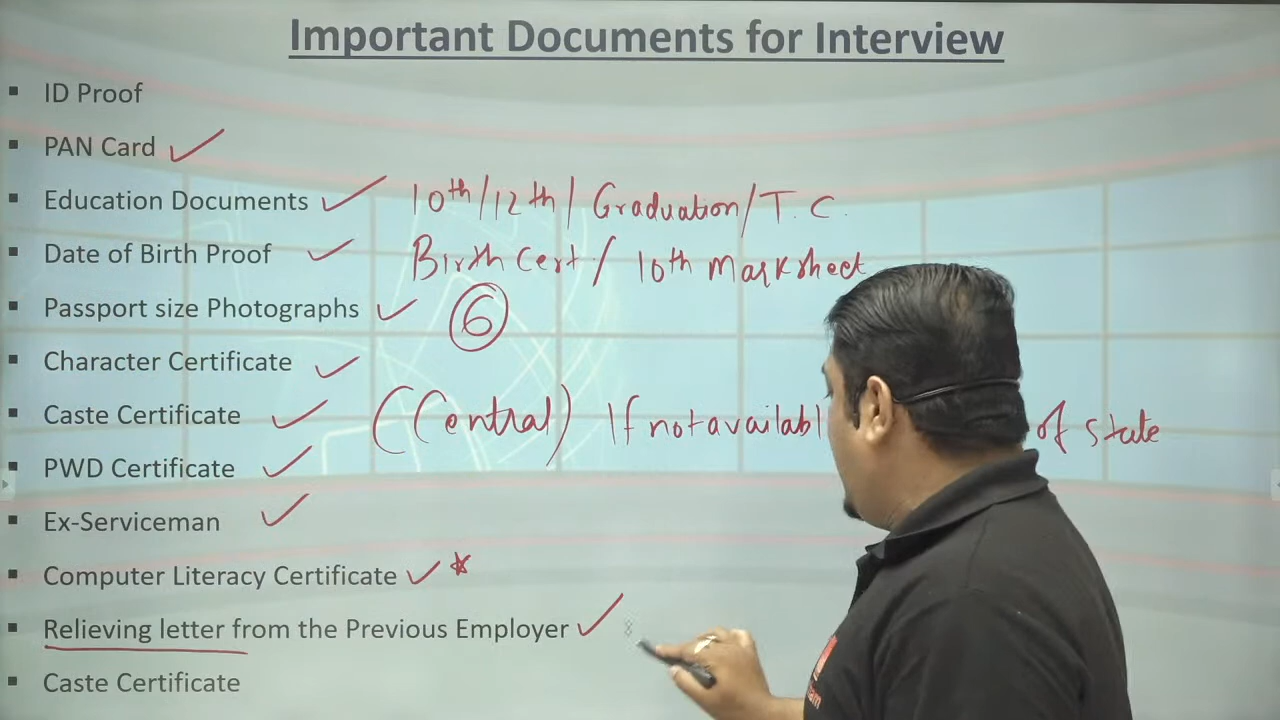 Important Documents for Interview
▪ ID Proof
▪ PAN Card
▪ Education Documents 10th/12th/Graduation/T.C.
▪ Date of Birth Proof Birth Cert/10th Marksheet
▪ Passport size Photographs 6
▪ Character Certificate
▪ Caste Certificate (Central) If not availabl of state
▪ PWD Certificate
▪ Ex-Serviceman
▪ Computer Literacy Certificate *
▪ Relieving letter from the Previous Employer
▪ Caste Certificate